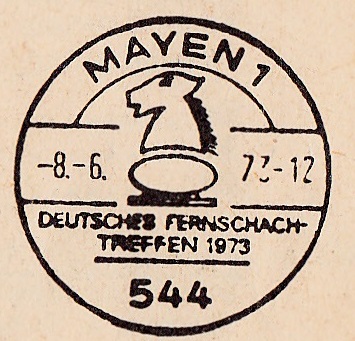 MAYEN 1
-8.-6. 73-12
DEUTSCHES FERNSCHACH-
TREFFEN 1973
544